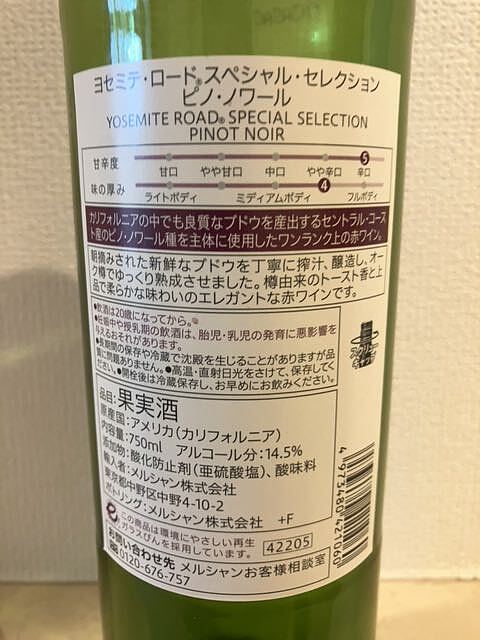 ヨセミテ・ロード®スペシャル・セレクション
ピノ・ノワール
YOSEMITE ROAD® SPECIAL SELECTION
PINOT NOIR
甘辛度 甘口 やや甘口 中口 やや辛口 5 辛口
味の厚み ライトボディ ミディアムボディ 4 フルボディ
カリフォルニアの中でも良質なブドウを産出するセントラル・コー
スト産のピノ・ノワール種を主体に使用したワンランク上の赤ワイン。
朝摘みされた新鮮なブドウを丁寧に搾汁、醸造し、オー
ク樽でゆっくり熟成させました。樽由来のトースト香と上
品で柔らかな味わいのエレガントな赤ワインです。
●飲酒は20歳になってから。
●妊娠中や授乳期の飲酒は、胎児・乳児の発育に悪影響を
与えるおそれがあります。
●長期間の保存や冷蔵で沈殿を生じることがありますが品
質に問題ありません。●高温・直射日光をさけて、保存してく
ださい。●開栓後は冷蔵保存し、お早めにお飲みください。
スクリュー
キャップ
品目:果実酒
原産国:アメリカ(カリフォルニア)
内容量:750ml アルコール分:14.5%
添加物:酸化防止剤(亜硫酸塩)、酸味料
輸入者:メルシャン株式会社
東京都中野区中野4-10-2
ボトリング:メルシャン株式会社 +F
この商品は環境にやさしい再生
ガラスびんを採用しています。
42205
お問い合わせ先 メルシャンお客様相談室
0120-676-757
4973480421060